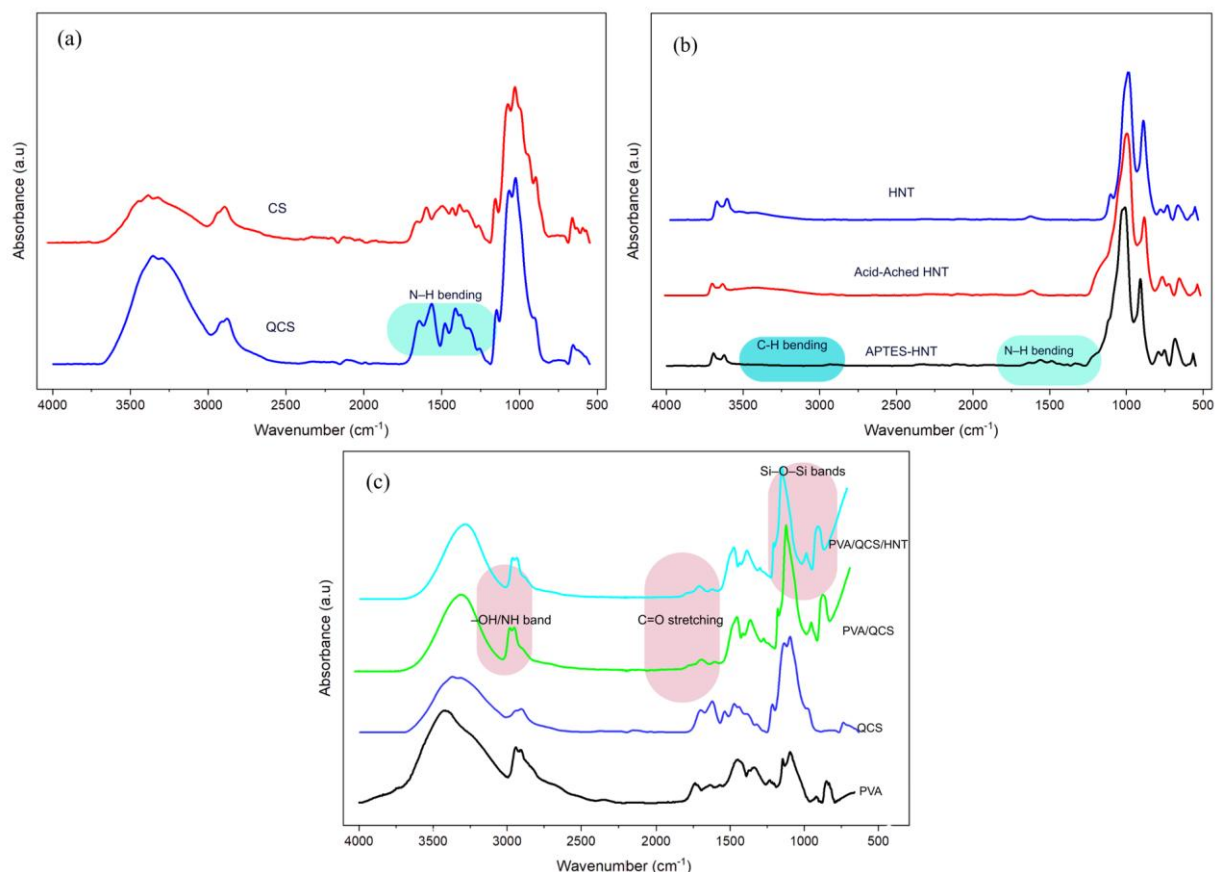 (a)
Absorbance (a.u)
CS
N–H bending
QCS
4000 3500 3000 2500 2000 1500 1000 500
Wavenumber (cm⁻¹)
(b)
Absorbance (a.u)
HNT
Acid-Ached HNT
C-H bending
APTES-HNT
N–H bending
4000 3500 3000 2500 2000 1500 1000 500
Wavenumber (cm⁻¹)
(c)
Absorbance (a.u)
Si–O–Si bands
PVA/QCS/HNT
–OH/NH band
C=O stretching
PVA/QCS
QCS
PVA
4000 3500 3000 2500 2000 1500 1000 500
Wavenumber (cm⁻¹)